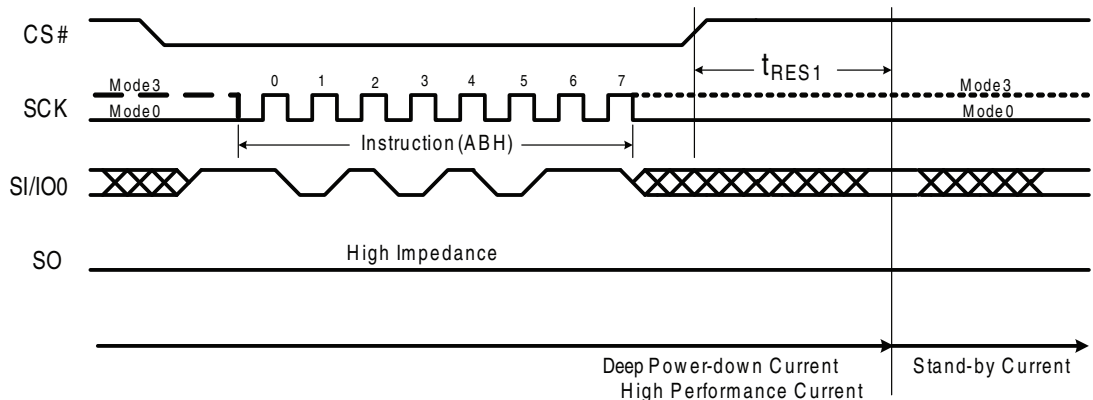 CS#
tRES1
0 1 2 3 4 5 6 7
Mode3 Mode3
SCK
Mode0 Mode0
Instruction(ABH)
SI/IO0
High Impedance
SO
Deep Power-down Current Stand-by Current
High Performance Current